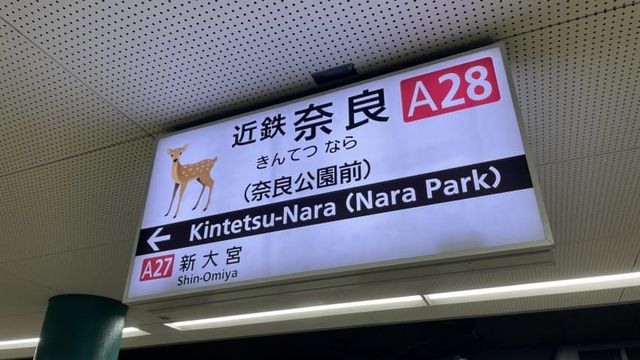 近鉄奈良 A28
きんてつ なら
(奈良公園前)
← Kintetsu-Nara (Nara Park)
A27 新大宮
Shin-Omiya